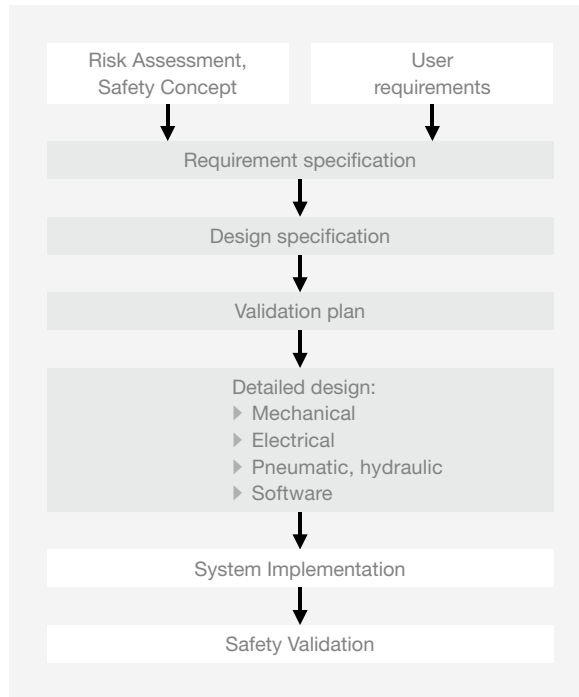 Risk Assessment,
Safety Concept
User
requirements
Requirement specification
Design specification
Validation plan
Detailed design:
Mechanical
Electrical
Pneumatic, hydraulic
Software
System Implementation
Safety Validation